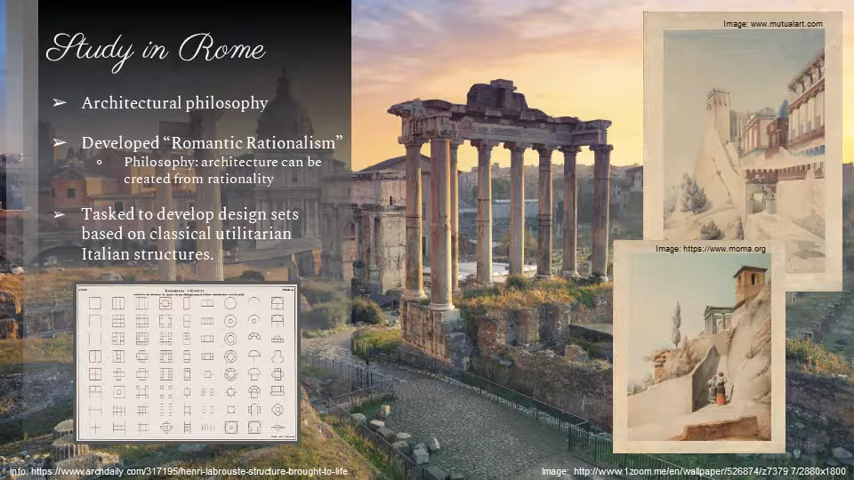 Study in Rome
➢ Architectural philosophy
➢ Developed “Romantic Rationalism”
○ Philosophy: architecture can be
created from rationality
➢ Tasked to develop design sets
based on classical utilitarian
Italian structures.
Info: https://www.archdaily.com/317195/henri-labrouste-structure-brought-to-life
Image: www.mutualart.com
Image: https://www.moma.org
Image: http://www.1zoom.me/en/wallpaper/526874/z7379.7/2880x1800